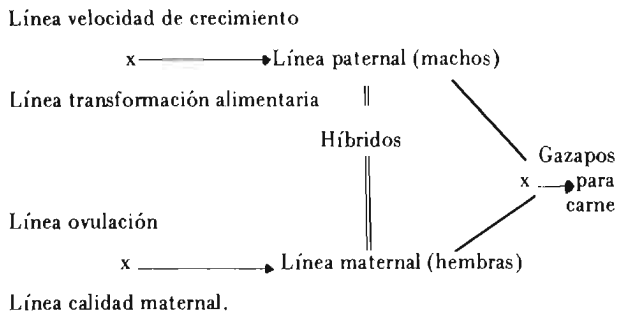 Línea velocidad de crecimiento
x Línea paternal (machos)
Línea transformación alimentaria
Híbridos
Gazapos
x para
carne
Línea ovulación
x Línea maternal (hembras)
Línea calidad maternal.